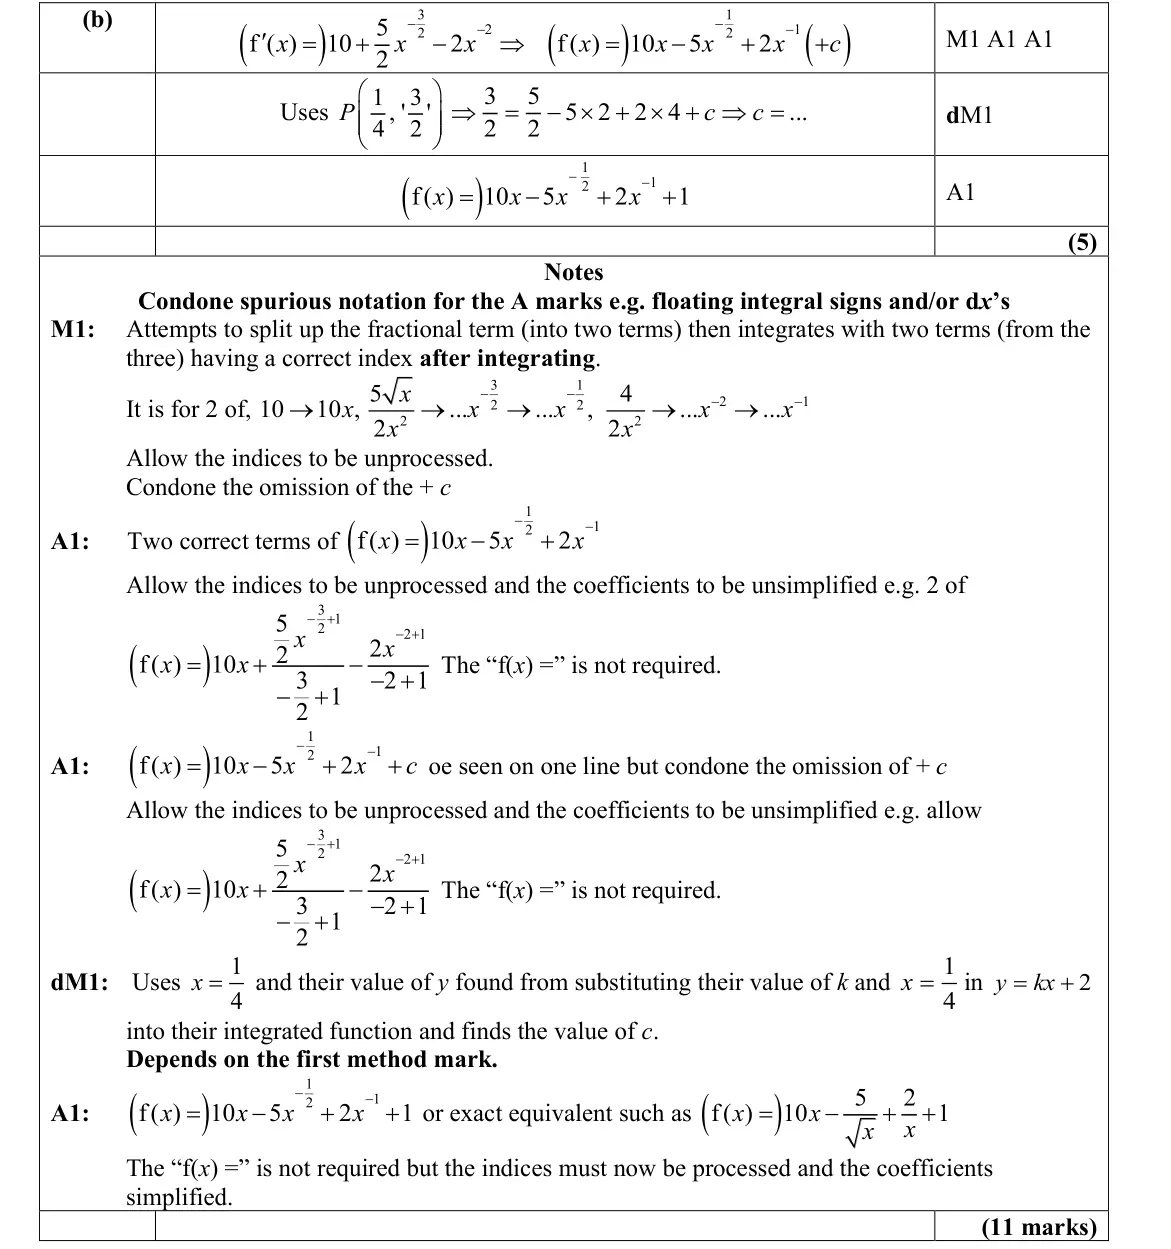 (b) (f′(x) =)10 + 5/2 x^(−3/2) − 2x^(−2) ⇒ (f(x) =)10x − 5x^(−1/2) + 2x^(−1) (+c) M1 A1 A1
Uses P(1/4, '3/2') ⇒ 3/2 = 5/2 − 5 × 2 + 2 × 4 + c ⇒ c = ... dM1
(f(x) =)10x − 5x^(−1/2) + 2x^(−1) + 1 A1
(5)
Notes
Condone spurious notation for the A marks e.g. floating integral signs and/or dx’s
M1: Attempts to split up the fractional term (into two terms) then integrates with two terms (from the
three) having a correct index after integrating.
It is for 2 of, 10 → 10x, 5√x/2x² → ...x^(−3/2) → ...x^(−1/2), 4/2x² → ...x^(−2) → ...x^(−1)
Allow the indices to be unprocessed.
Condone the omission of the + c
A1: Two correct terms of (f(x) =)10x − 5x^(−1/2) + 2x^(−1)
Allow the indices to be unprocessed and the coefficients to be unsimplified e.g. 2 of
(f(x) =)10x + (5/2 x^(−3/2+1))/(−3/2+1) − (2x^(−2+1))/(−2+1) The “f(x) =” is not required.
A1: (f(x) =)10x − 5x^(−1/2) + 2x^(−1) + c oe seen on one line but condone the omission of + c
Allow the indices to be unprocessed and the coefficients to be unsimplified e.g. allow
(f(x) =)10x + (5/2 x^(−3/2+1))/(−3/2+1) − (2x^(−2+1))/(−2+1) The “f(x) =” is not required.
dM1: Uses x = 1/4 and their value of y found from substituting their value of k and x = 1/4 in y = kx + 2
into their integrated function and finds the value of c.
Depends on the first method mark.
A1: (f(x) =)10x − 5x^(−1/2) + 2x^(−1) + 1 or exact equivalent such as (f(x) =)10x − 5/√x + 2/x + 1
The “f(x) =” is not required but the indices must now be processed and the coefficients
simplified.
(11 marks)